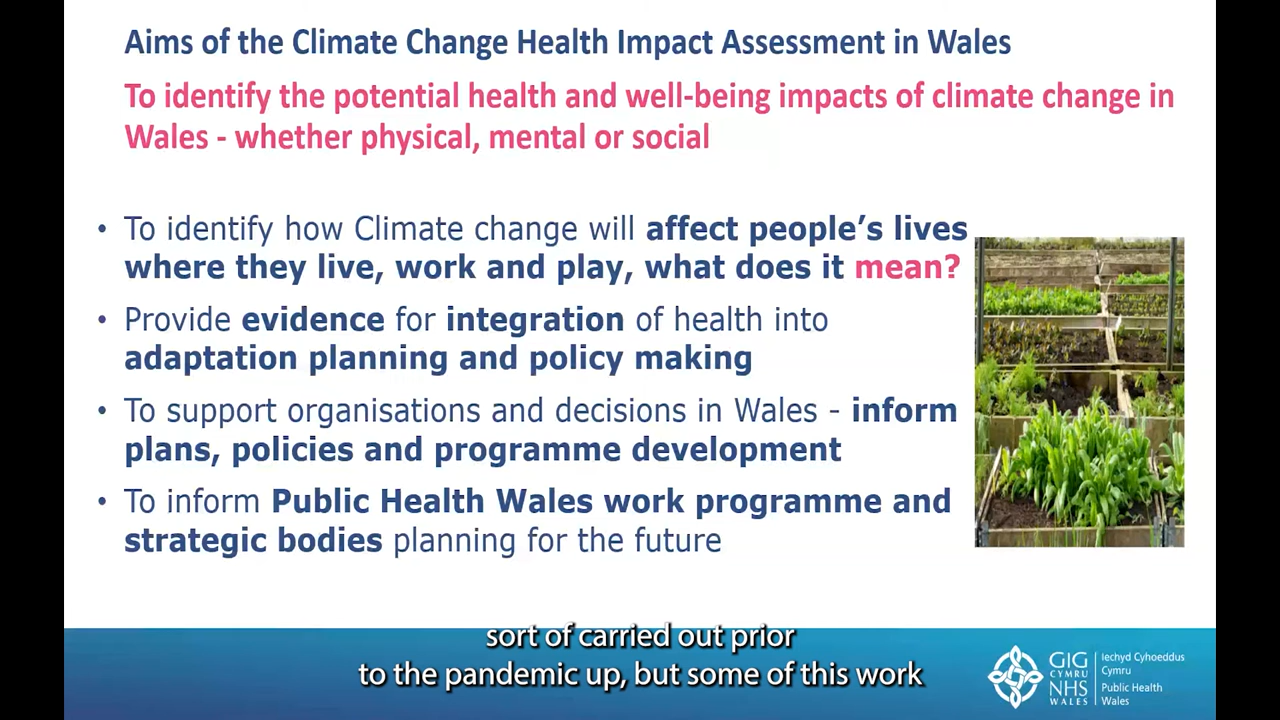 Aims of the Climate Change Health Impact Assessment in Wales
To identify the potential health and well-being impacts of climate change in
Wales - whether physical, mental or social
• To identify how Climate change will affect people's lives
where they live, work and play, what does it mean?
• Provide evidence for integration of health into
adaptation planning and policy making
• To support organisations and decisions in Wales - inform
plans, policies and programme development
• To inform Public Health Wales work programme and
strategic bodies planning for the future
sort of carried out prior
to the pandemic up, but some of this work
GIG
CYMRU
NHS
WALES
Iechyd Cyhoeddus
Cymru
Public Health
Wales